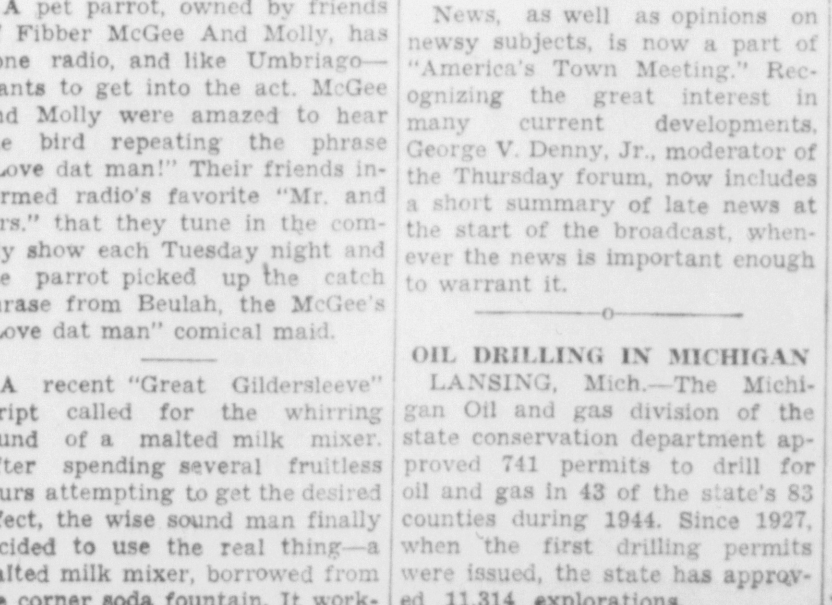 A pet parrot, owned by friends
Fibber McGee And Molly, has
one radio, and like Umbriago—
ants to get into the act. McGee
nd Molly were amazed to hear
e bird repeating the phrase
ove dat man!" Their friends in-
rmed radio's favorite "Mr. and
rs." that they tune in the com-
y show each Tuesday night and
e parrot picked up the catch
rase from Beulah, the McGee's
ove dat man" comical maid.
A recent "Great Gildersleeve"
ript called for the whirring
und of a malted milk mixer.
ter spending several fruitless
urs attempting to get the desired
fect, the wise sound man finally
cided to use the real thing—a
alted milk mixer, borrowed from
e corner soda fountain. It work-
News, as well as opinions on
newsy subjects, is now a part of
"America's Town Meeting." Rec-
ognizing the great interest in
many current developments,
George V. Denny, Jr., moderator of
the Thursday forum, now includes
a short summary of late news at
the start of the broadcast, when-
ever the news is important enough
to warrant it.
OIL DRILLING IN MICHIGAN
LANSING, Mich.—The Michi-
gan Oil and gas division of the
state conservation department ap-
proved 741 permits to drill for
oil and gas in 43 of the state's 83
counties during 1944. Since 1927,
when the first drilling permits
were issued, the state has approv-
ed 11,314 explorations